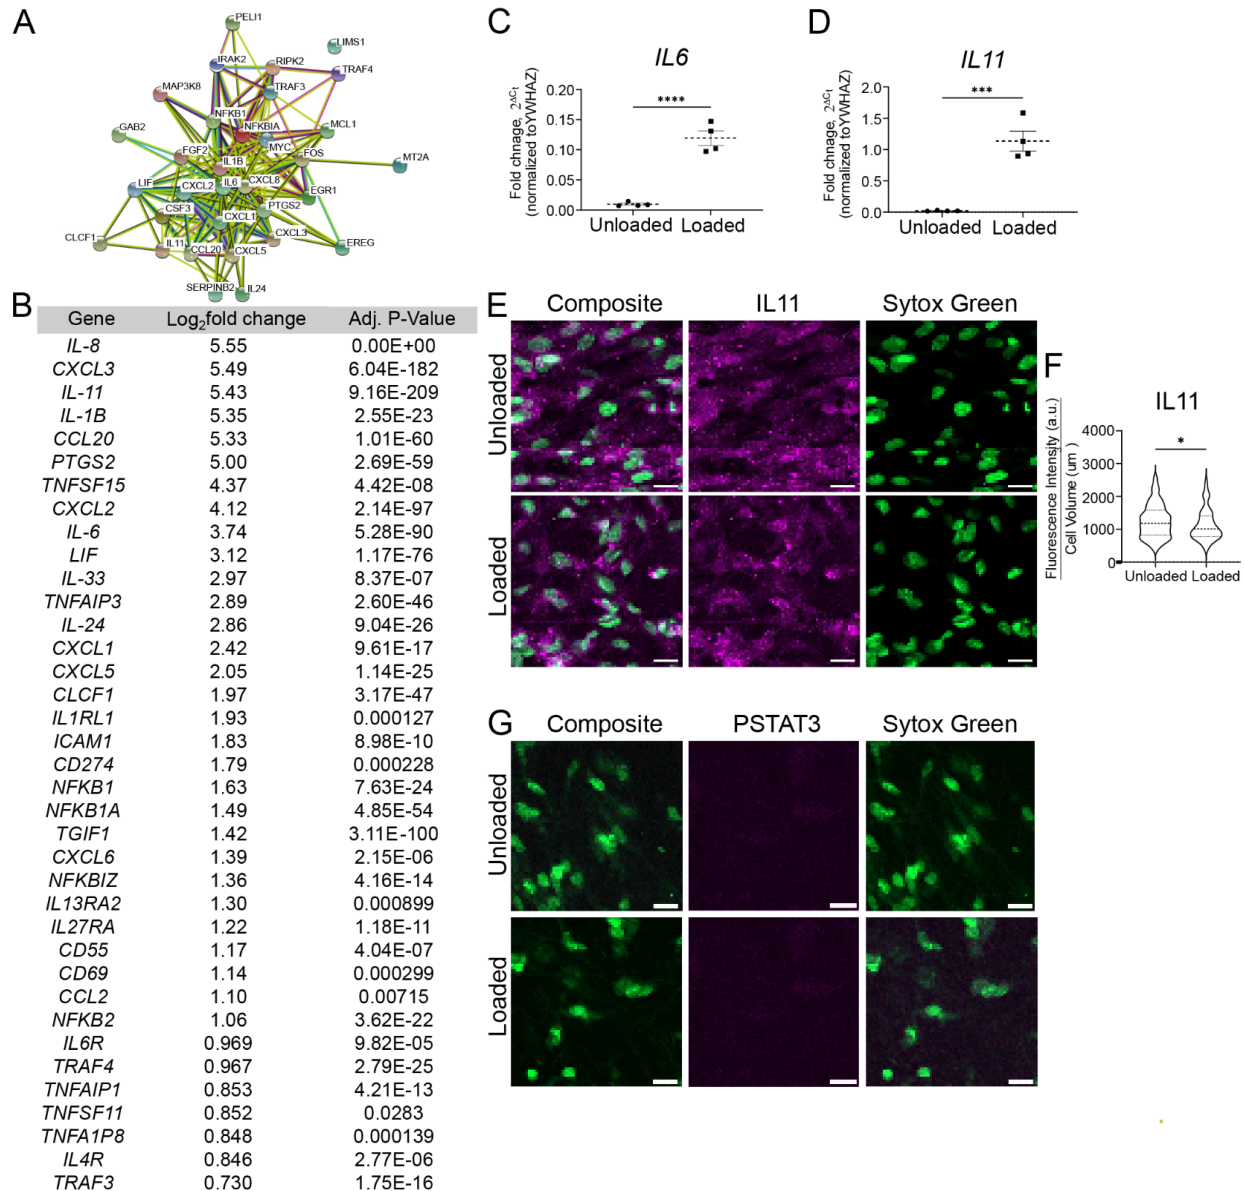 A
PELI1
LIMS1
IRAK2
RIPK2
TRAF4
MAP3K8
TRAF3
NFKB1
GAB2
NFKBIA
MCL1
MYC
FGF2
FOS
IL1B
MT2A
LIF
CXCL2
IL6
CXCL8
EGR1
CSF3
PTGS2
CXCL1
CLCF1
IL11
CXCL3
CCL20
CXCL5
EREG
SERPINB2
IL24
B
Gene Log2fold change Adj. P-Value
IL-8 5.55 0.00E+00
CXCL3 5.49 6.04E-182
IL-11 5.43 9.16E-209
IL-1B 5.35 2.55E-23
CCL20 5.33 1.01E-60
PTGS2 5.00 2.69E-59
TNFSF15 4.37 4.42E-08
CXCL2 4.12 2.14E-97
IL-6 3.74 5.28E-90
LIF 3.12 1.17E-76
IL-33 2.97 8.37E-07
TNFAIP3 2.89 2.60E-46
IL-24 2.86 9.04E-26
CXCL1 2.42 9.61E-17
CXCL5 2.05 1.14E-25
CLCF1 1.97 3.17E-47
IL1RL1 1.93 0.000127
ICAM1 1.83 8.98E-10
CD274 1.79 0.000228
NFKB1 1.63 7.63E-24
NFKB1A 1.49 4.85E-54
TGIF1 1.42 3.11E-100
CXCL6 1.39 2.15E-06
NFKBIZ 1.36 4.16E-14
IL13RA2 1.30 0.000899
IL27RA 1.22 1.18E-11
CD55 1.17 4.04E-07
CD69 1.14 0.000299
CCL2 1.10 0.00715
NFKB2 1.06 3.62E-22
IL6R 0.969 9.82E-05
TRAF4 0.967 2.79E-25
TNFAIP1 0.853 4.21E-13
TNFSF11 0.852 0.0283
TNFA1P8 0.848 0.000139
IL4R 0.846 2.77E-06
TRAF3 0.730 1.75E-16
C
IL6
Fold chnage, 2ΔCt
(normalized toYWHAZ)
0.20
0.15
0.10
0.05
0.00
****
Unloaded Loaded
D
IL11
Fold chnage, 2ΔCt
(normalized toYWHAZ)
2.0
1.5
1.0
0.5
0.0
***
Unloaded Loaded
E
Composite IL11 Sytox Green
Unloaded
Loaded
F
IL11
Fluorescence Intensity (a.u.)
Cell Volume (um )
4000
3000
2000
1000
0
*
Unloaded Loaded
G
Composite PSTAT3 Sytox Green
Unloaded
Loaded